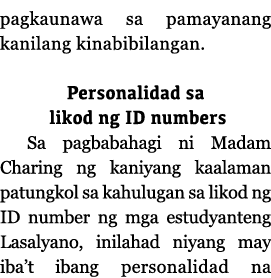 pagkaunawa sa pamayanang
kanilang kinabibilangan.
Personalidad sa
likod ng ID numbers
Sa pagbabahagi ni Madam
Charing ng kaniyang kaalaman
patungkol sa kahulugan sa likod ng
ID number ng mga estudyanteng
Lasalyano, inilahad niyang may
iba’t ibang personalidad na